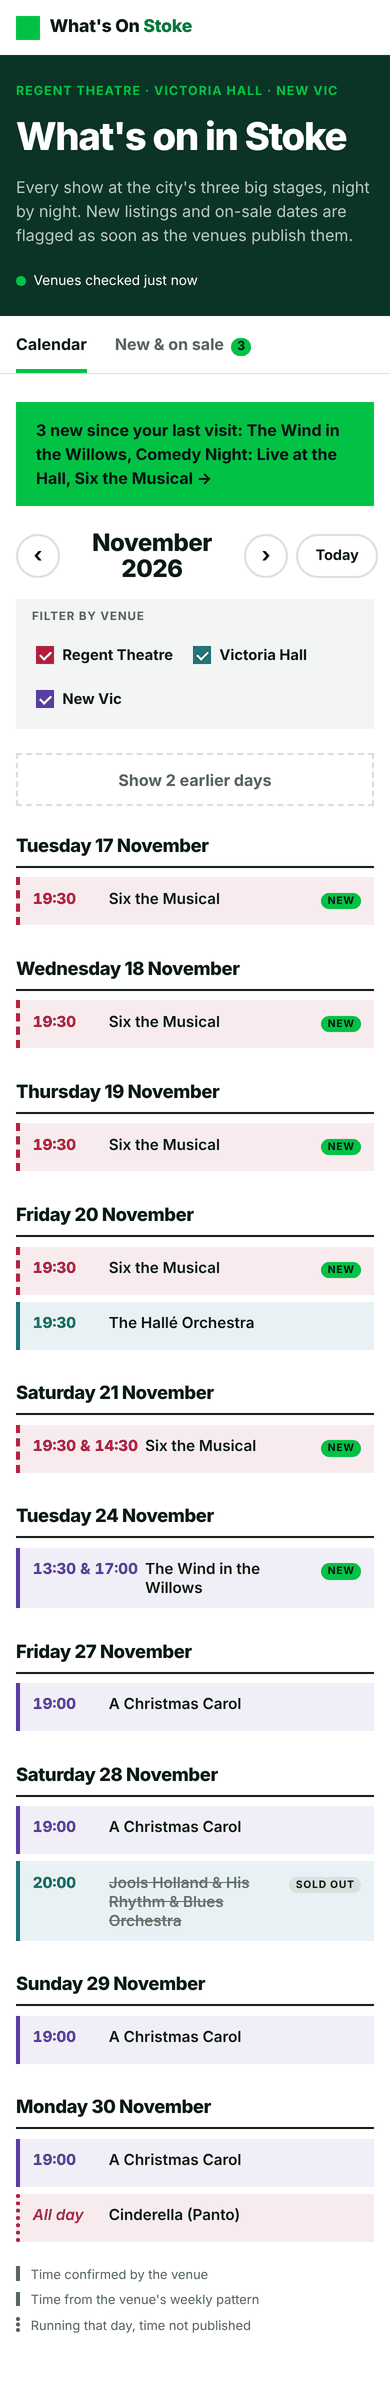 What's On Stoke
REGENT THEATRE · VICTORIA HALL · NEW VIC
What's on in Stoke
Every show at the city's three big stages, night
by night. New listings and on-sale dates are
flagged as soon as the venues publish them.
Venues checked just now
Calendar New & on sale 3
3 new since your last visit: The Wind in
the Willows, Comedy Night: Live at the
Hall, Six the Musical →
‹ November
2026 › Today
FILTER BY VENUE
Regent Theatre Victoria Hall
New Vic
Show 2 earlier days
Tuesday 17 November
19:30 Six the Musical NEW
Wednesday 18 November
19:30 Six the Musical NEW
Thursday 19 November
19:30 Six the Musical NEW
Friday 20 November
19:30 Six the Musical NEW
19:30 The Hallé Orchestra
Saturday 21 November
19:30 & 14:30 Six the Musical NEW
Tuesday 24 November
13:30 & 17:00 The Wind in the NEW
Willows
Friday 27 November
19:00 A Christmas Carol
Saturday 28 November
19:00 A Christmas Carol
20:00 Jools Holland & His SOLD OUT
Rhythm & Blues
Orchestra
Sunday 29 November
19:00 A Christmas Carol
Monday 30 November
19:00 A Christmas Carol
All day Cinderella (Panto)
Time confirmed by the venue
Time from the venue's weekly pattern
Running that day, time not published